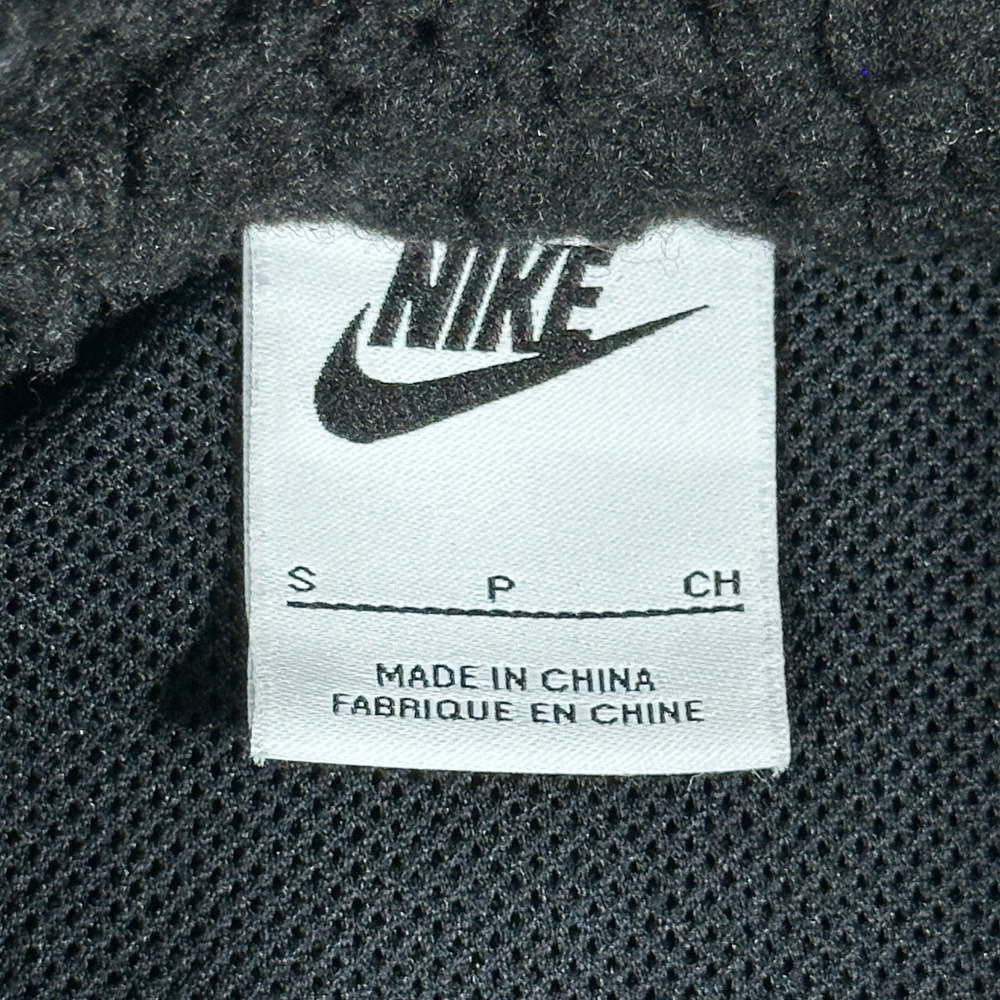 NIKE
S P CH
MADE IN CHINA
FABRIQUE EN CHINE